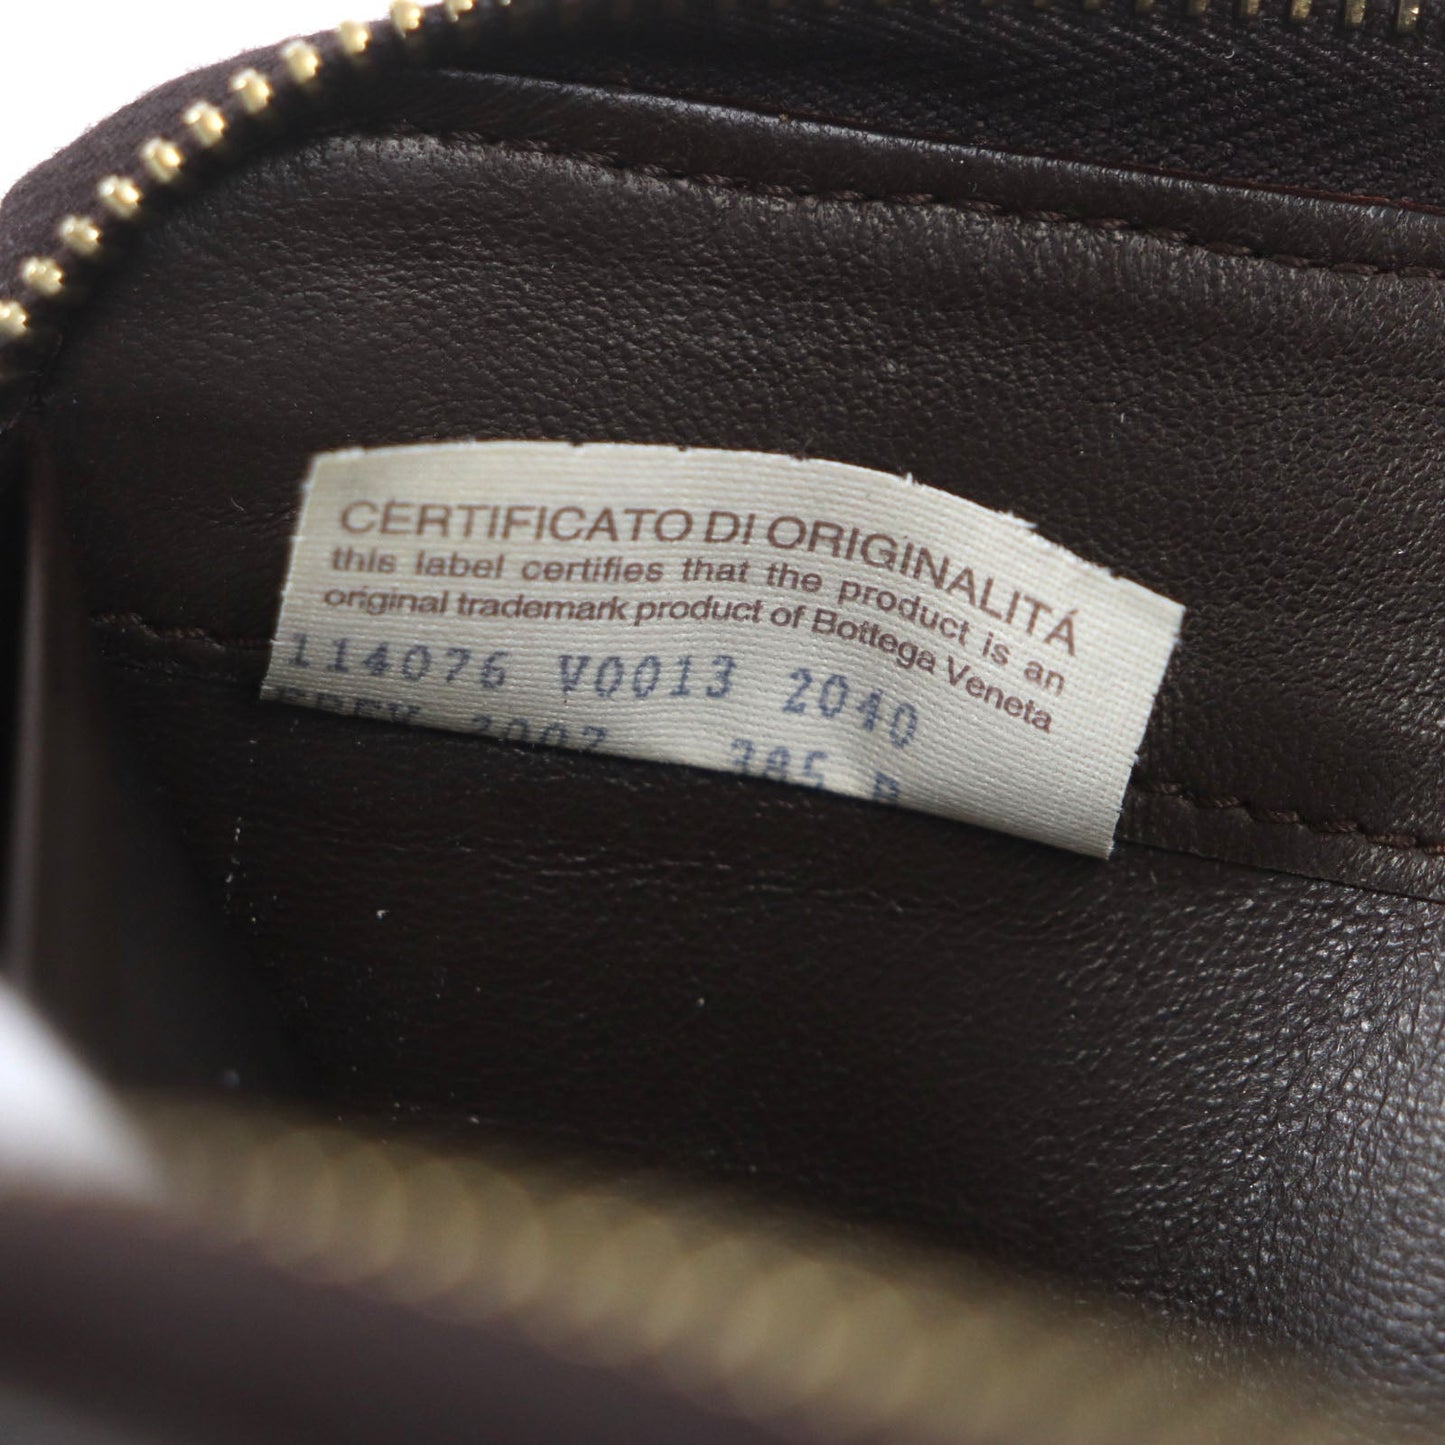 CERTIFICATO DI ORIGINALITÁ
this label certifies that the product is an
original trademark product of Bottega Veneta
114076 V0013 2040